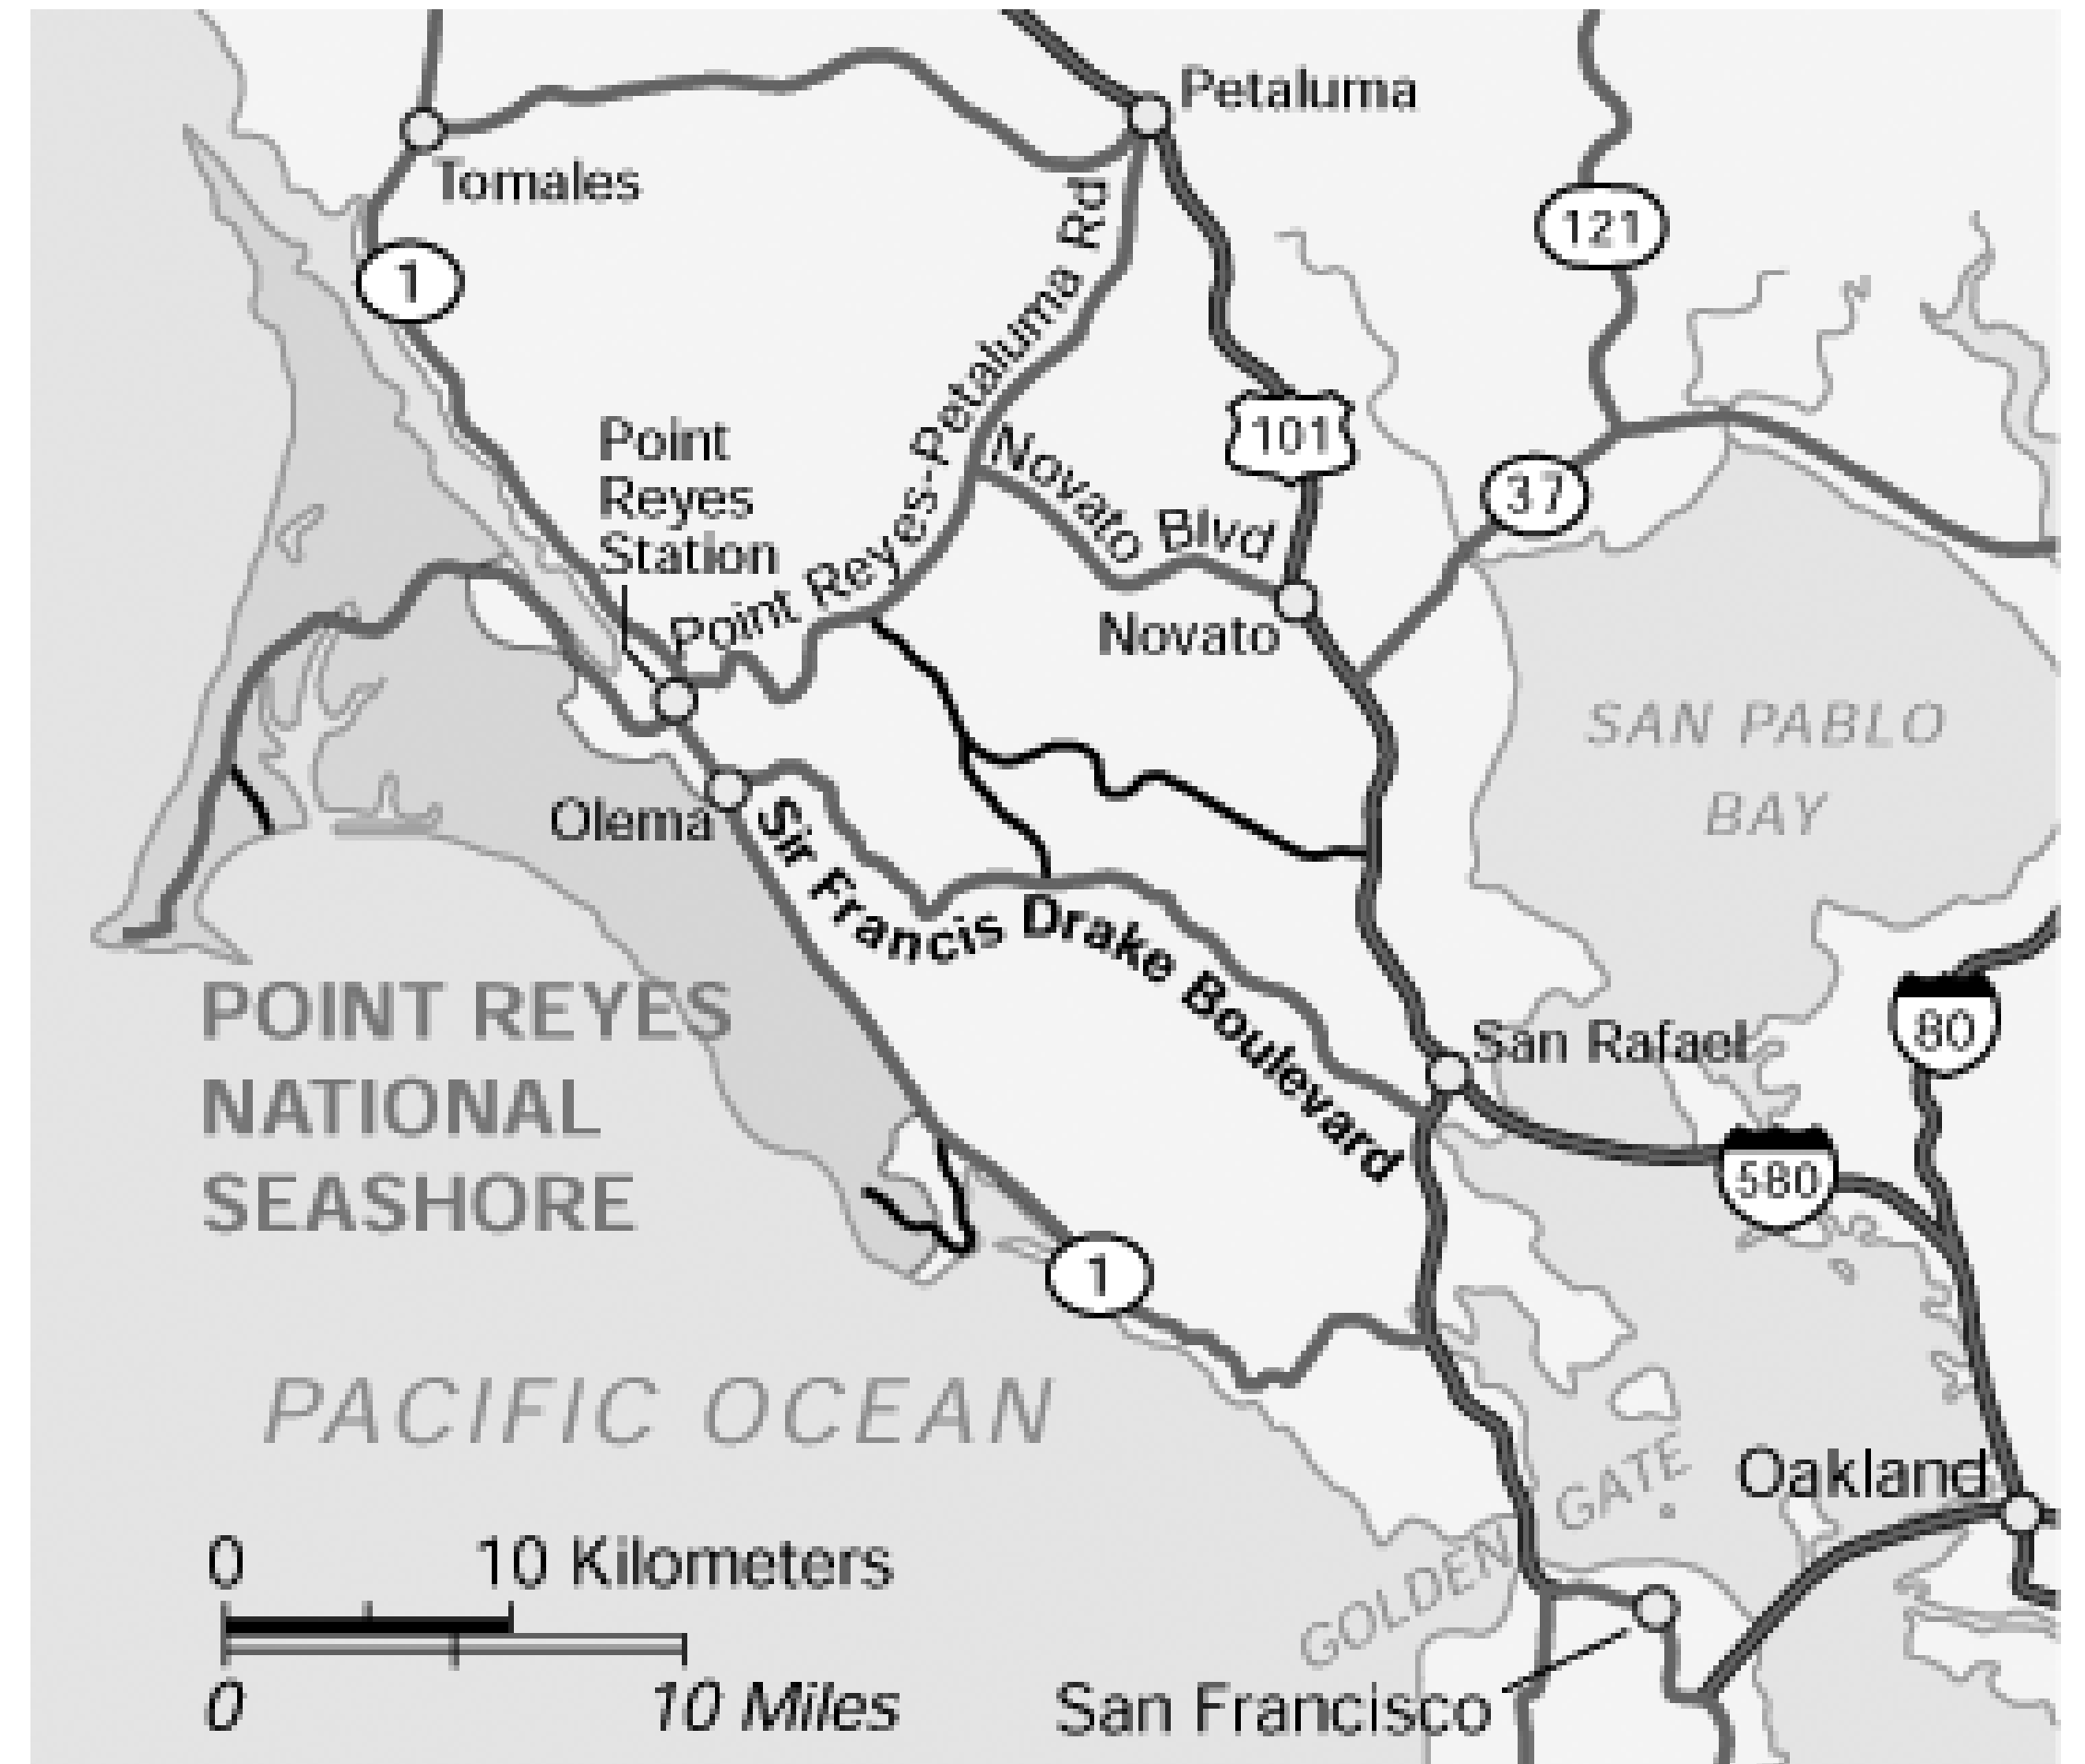 Petaluma
Tomales
121
1
Point Reyes-Petaluma Rd
Point
Reyes
Station
101
Novato Blvd
37
Novato
SAN PABLO
BAY
Olema
Sir Francis Drake Boulevard
POINT REYES
NATIONAL
SEASHORE
San Rafael
80
580
1
PACIFIC OCEAN
Oakland
GOLDEN GATE
0 10 Kilometers
0 10 Miles
San Francisco